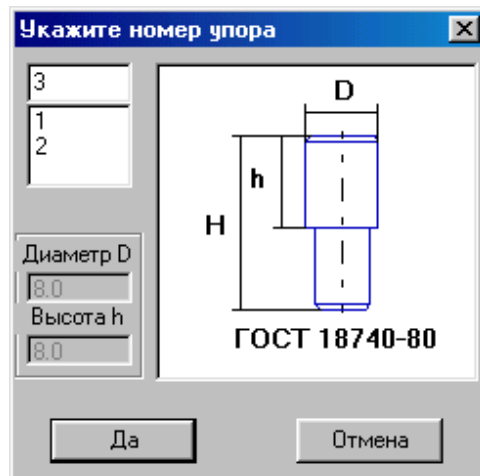 Укажите номер упора
3
1
2
Диаметр D
8.0
Высота h
8.0
D
h
H
ГОСТ 18740-80
Да
Отмена